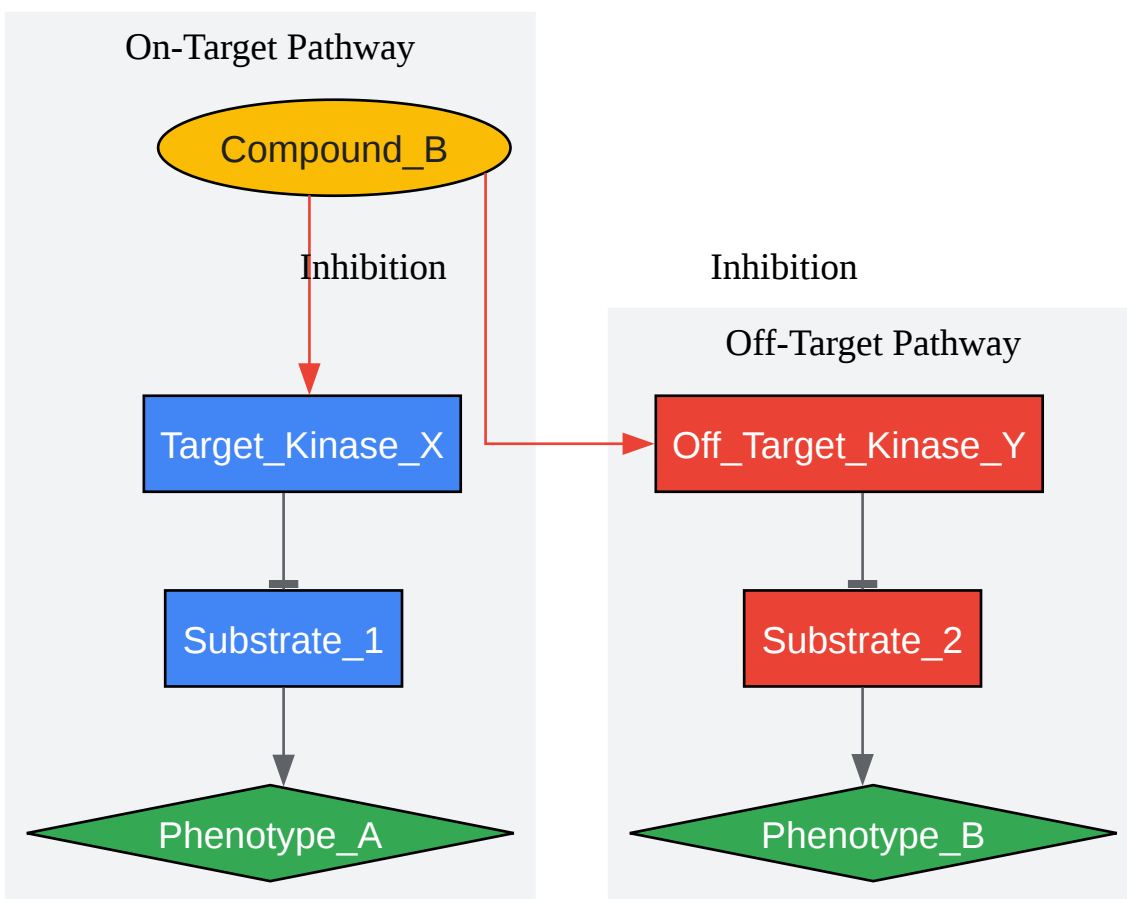 On-Target Pathway
Compound_B
Inhibition
Inhibition
Off-Target Pathway
Target_Kinase_X
Off_Target_Kinase_Y
Substrate_1
Substrate_2
Phenotype_A
Phenotype_B